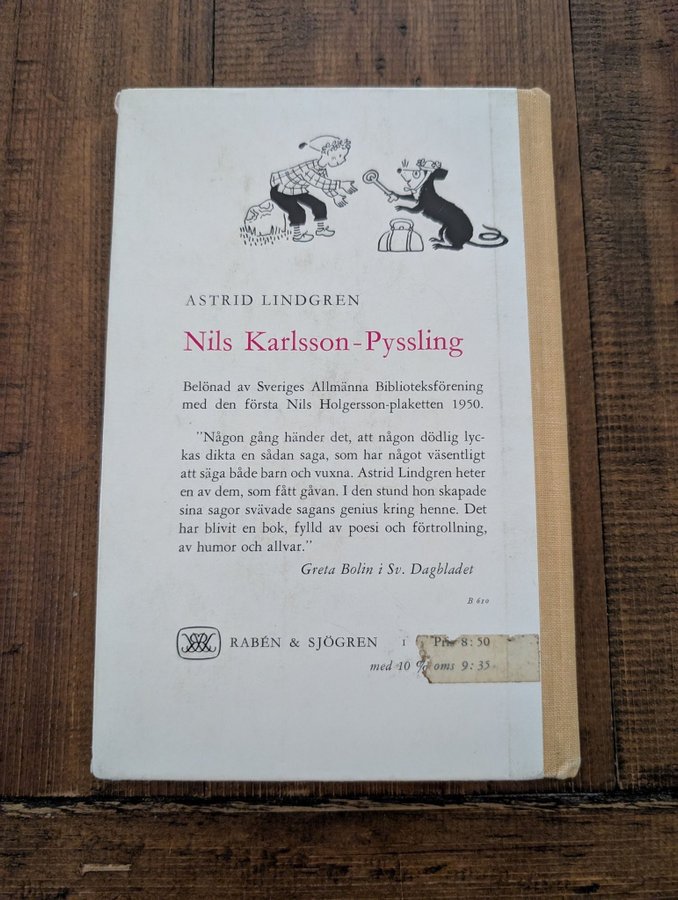 ASTRID LINDGREN
Nils Karlsson-Pyssling
Belönad av Sveriges Allmänna Biblioteksförening
med den första Nils Holgersson-plaketten 1950.
”Någon gång händer det, att någon dödlig lyc-
kas dikta en sådan saga, som har något väsentligt
att säga både barn och vuxna. Astrid Lindgren heter
en av dem, som fått gåvan. I den stund hon skapade
sina sagor svävade sagans genius kring henne. Det
har blivit en bok, fylld av poesi och förtrollning,
av humor och allvar.”
Greta Bolin i Sv. Dagbladet
B 610
RABÉN & SJÖGREN 1 Pris 8:50
med 10 % oms 9:35